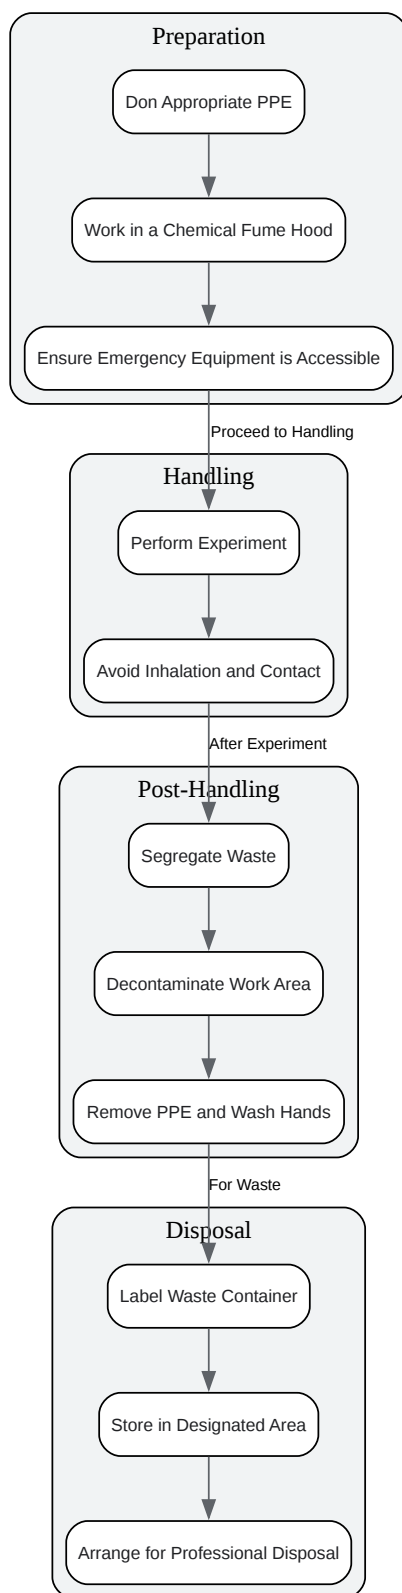 Preparation
Don Appropriate PPE
Work in a Chemical Fume Hood
Ensure Emergency Equipment is Accessible
Proceed to Handling
Handling
Perform Experiment
Avoid Inhalation and Contact
After Experiment
Post-Handling
Segregate Waste
Decontaminate Work Area
Remove PPE and Wash Hands
For Waste
Disposal
Label Waste Container
Store in Designated Area
Arrange for Professional Disposal